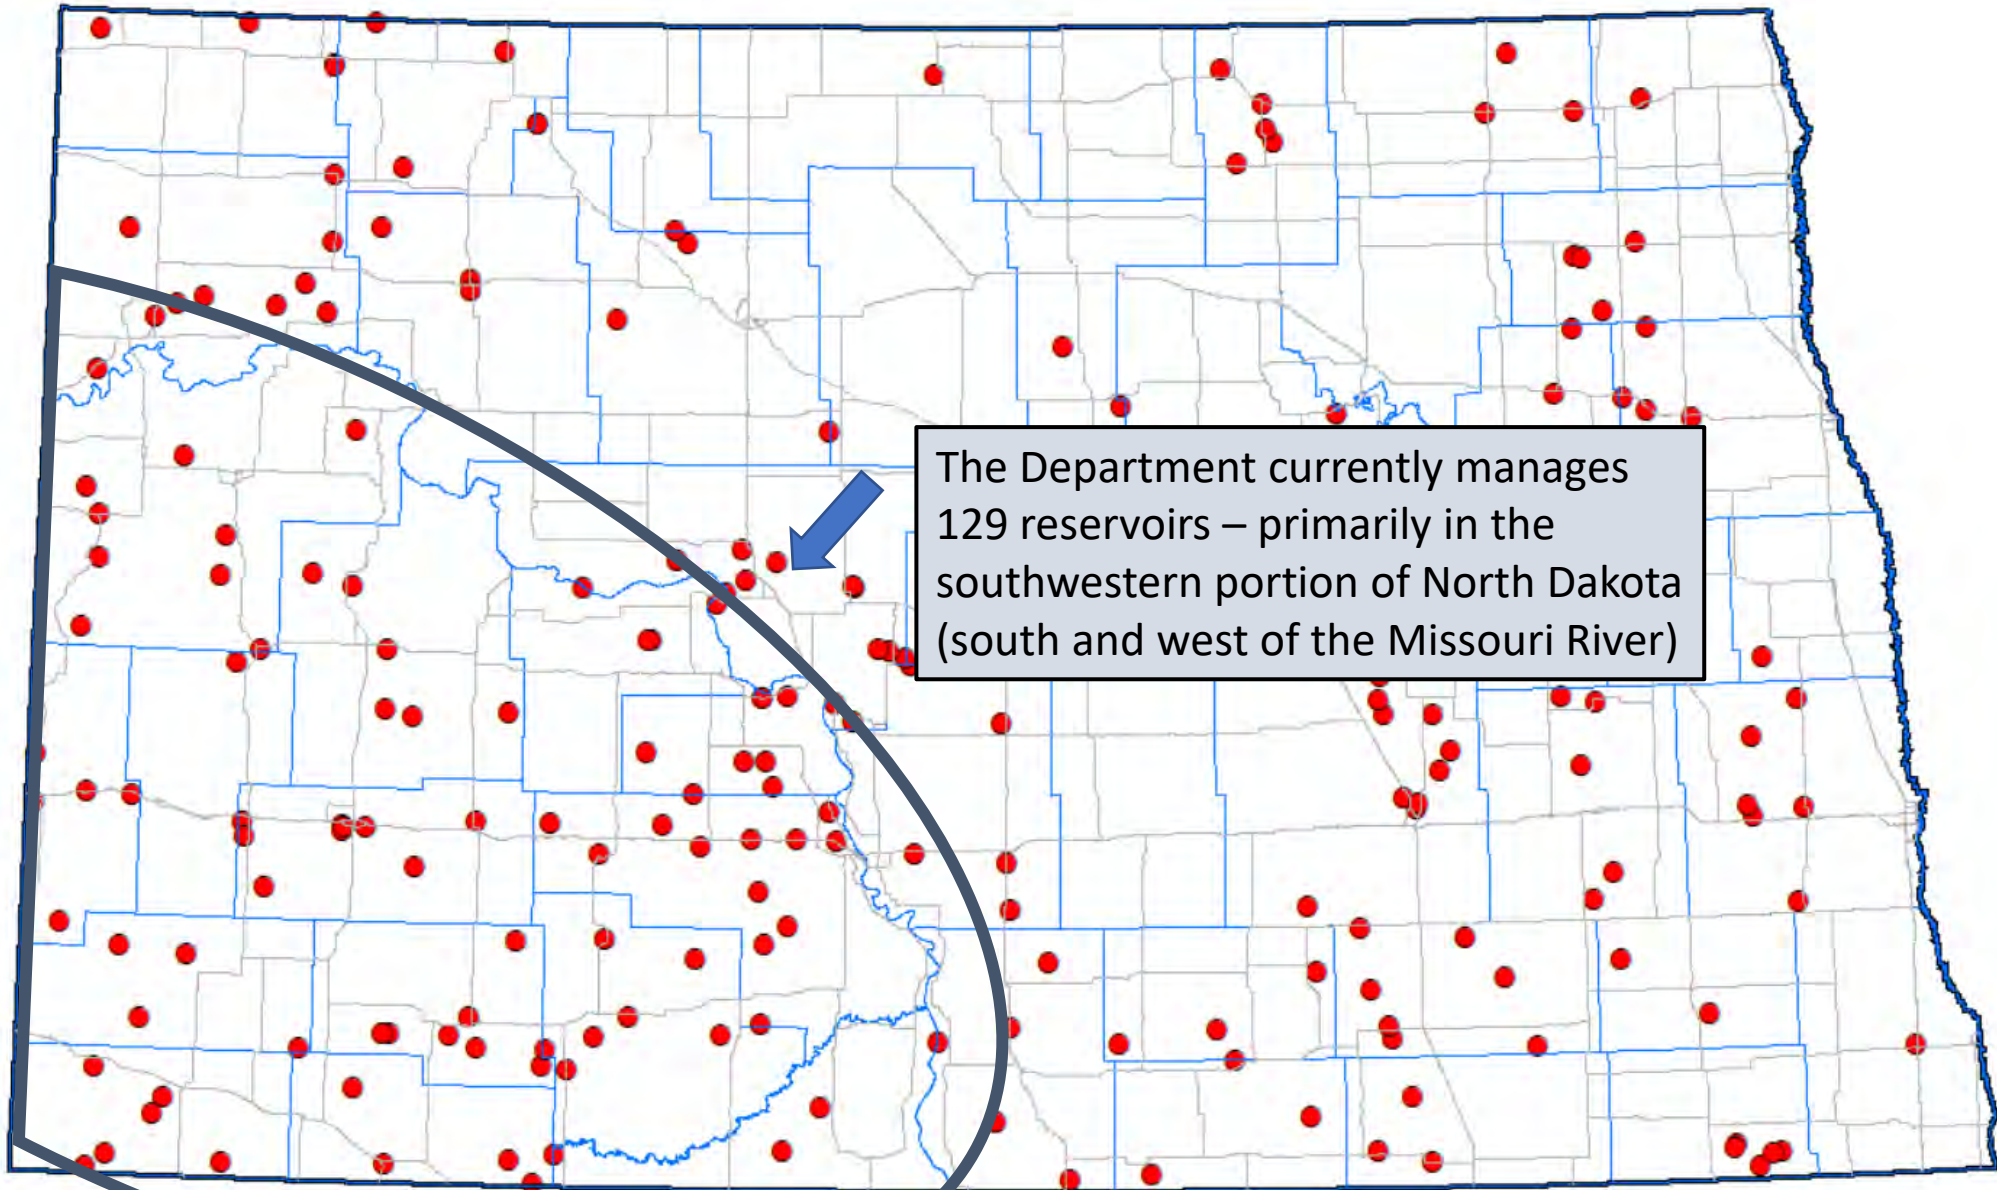 The Department currently manages
129 reservoirs – primarily in the
southwestern portion of North Dakota
(south and west of the Missouri River)